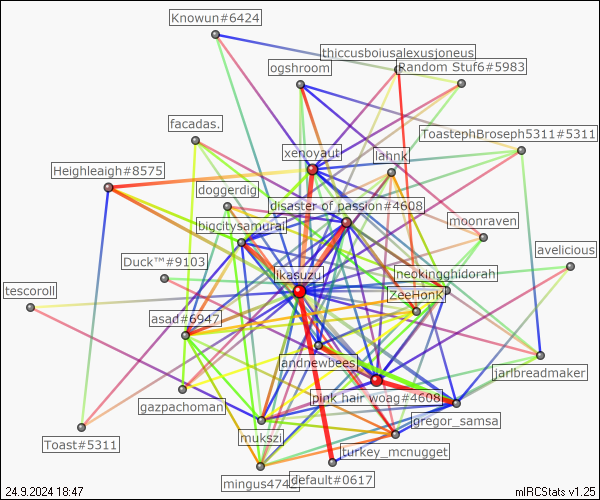 Knowun#6424
thiccusboiusalexusjoneus
ogshroom
Random Stuf6#5983
facadas.
ToastephBroseph5311#5311
xenoyaut
lahnk
Heighleaigh#8575
doggerdig
disaster of passion#4608
bigcitysamurai
moonraven
avelicious
Duck™#9103
ikasuzu
neokingghidorah
tescoroll
ZeeHonK
asad#6947
landnewbees
jarlbreadmaker
pink hair woag#4608
gazpachoman
gregor_samsa
Toast#5311
mukszi
turkey_mcnugget
mingus474
default#0617
24.9.2024 18:47
mIRCStats v1.25